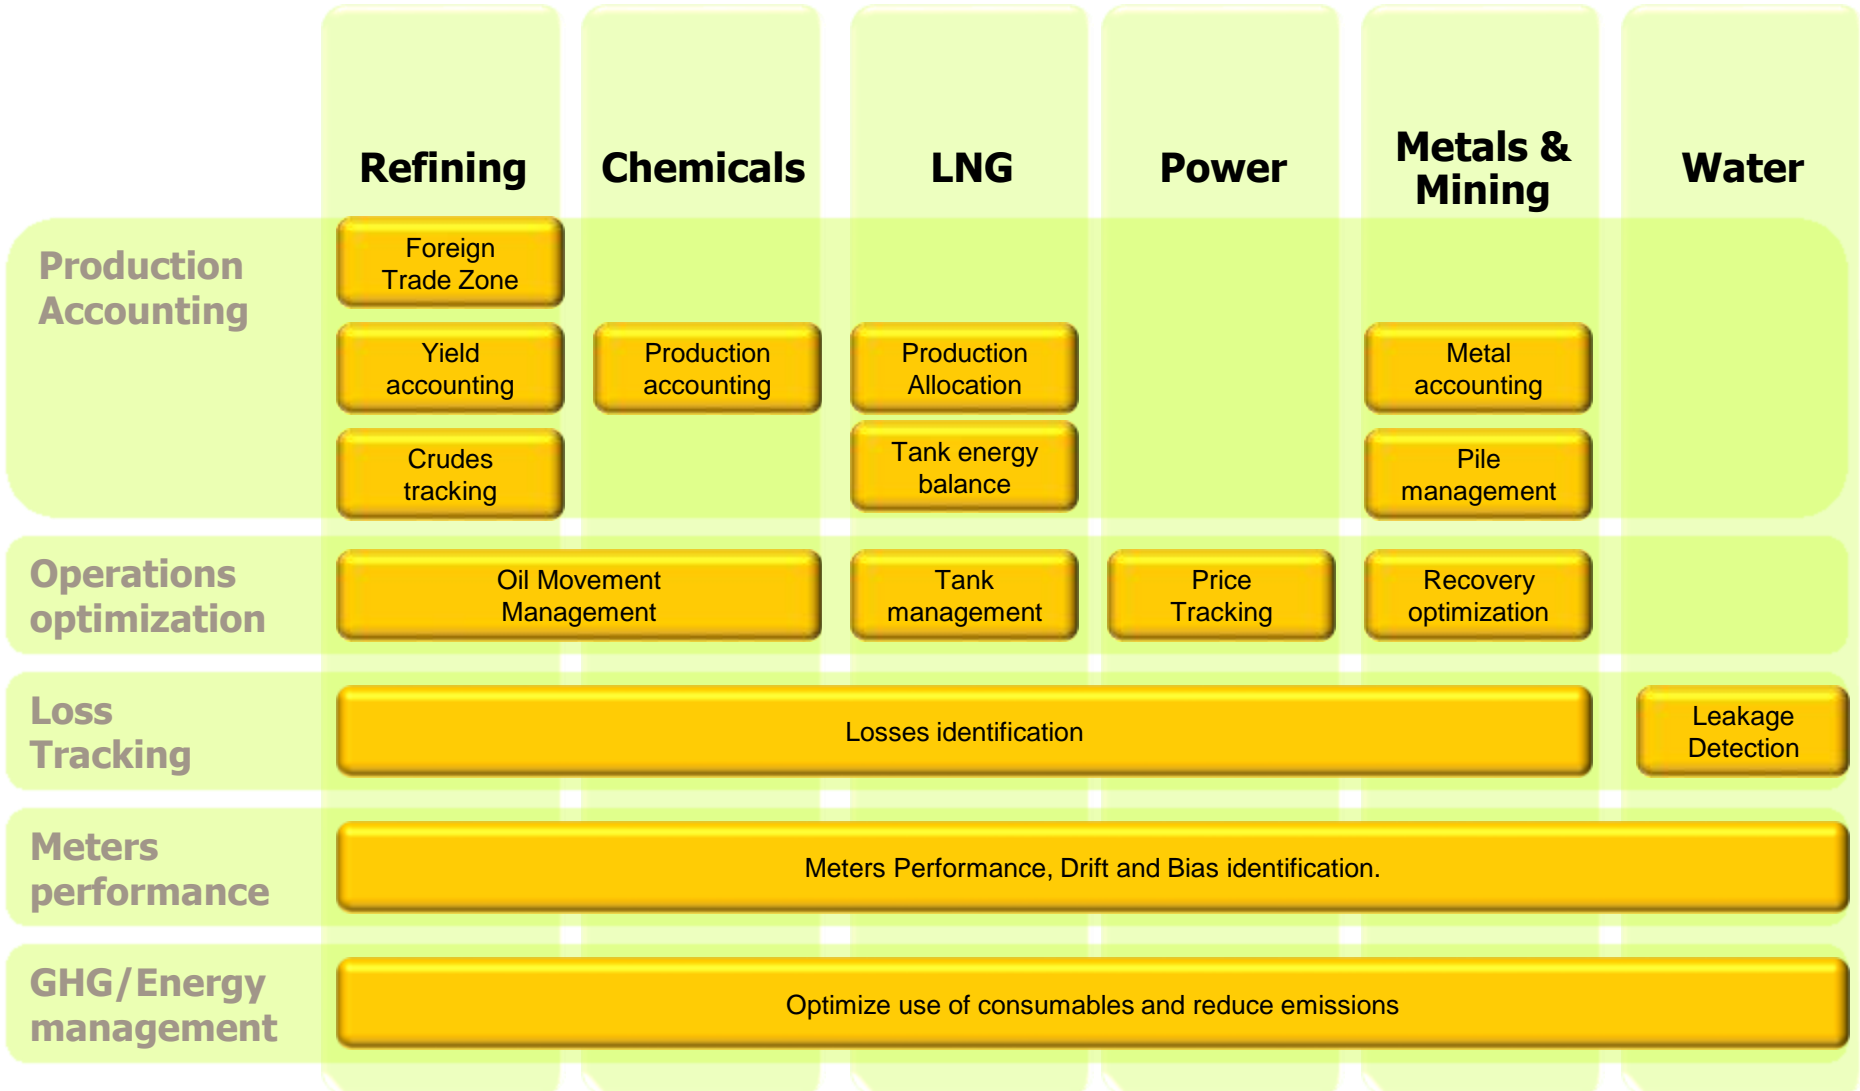 Refining
Chemicals
LNG
Power
Metals &
Mining
Water
Production
Accounting
Foreign
Trade Zone
Yield
accounting
Production
accounting
Production
Allocation
Metal
accounting
Crudes
tracking
Tank energy
balance
Pile
management
Operations
optimization
Oil Movement
Management
Tank
management
Price
Tracking
Recovery
optimization
Loss
Tracking
Losses identification
Leakage
Detection
Meters
performance
Meters Performance, Drift and Bias identification.
GHG/Energy
management
Optimize use of consumables and reduce emissions